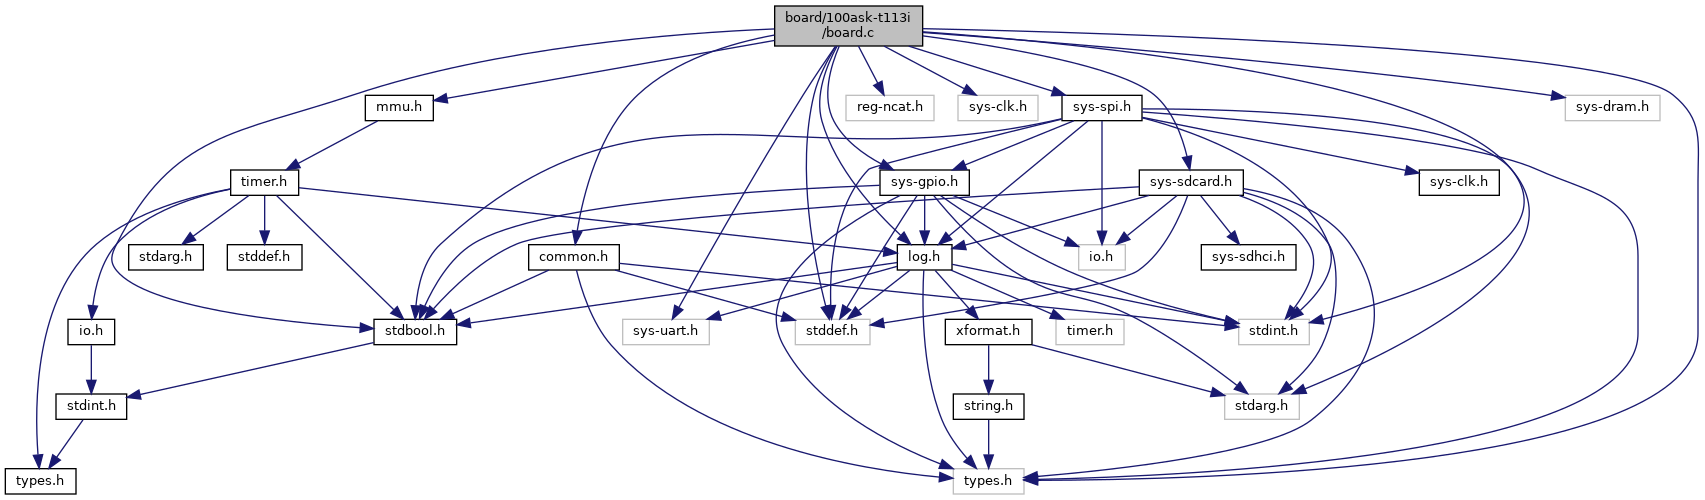 board/100ask-t113i
/board.c
mmu.h
reg-ncat.h
sys-clk.h
sys-spi.h
sys-dram.h
timer.h
sys-gpio.h
sys-sdcard.h
sys-clk.h
stdarg.h
stddef.h
common.h
log.h
io.h
sys-sdhci.h
io.h
stdbool.h
sys-uart.h
stddef.h
xformat.h
timer.h
stdint.h
stdint.h
string.h
stdarg.h
types.h
types.h